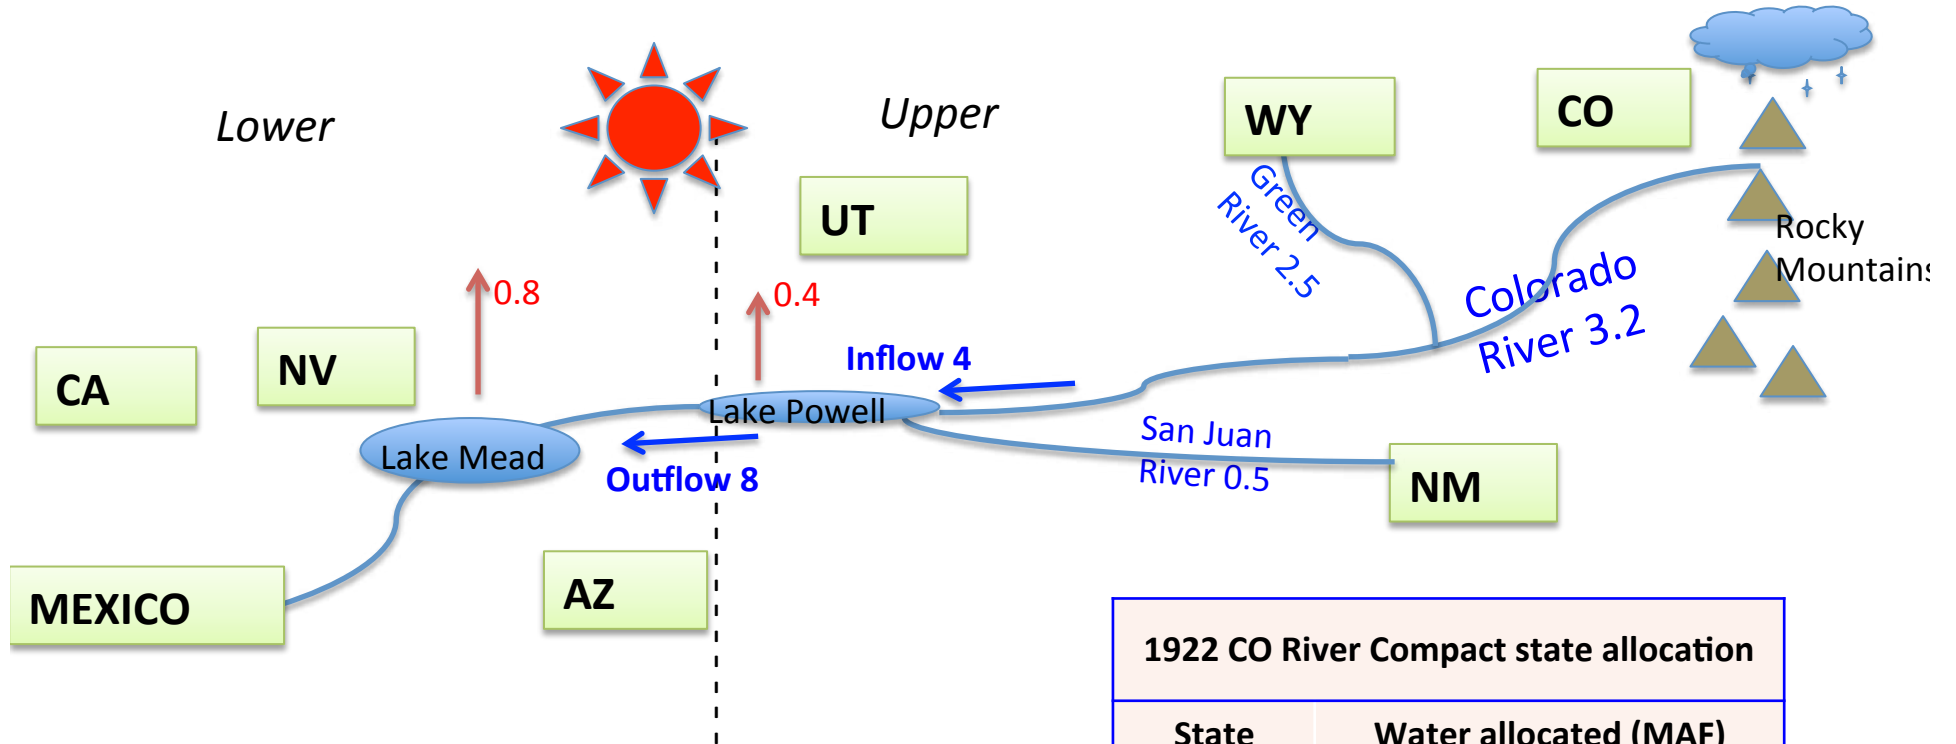 Lower
Upper
WY
CO
UT
Green
River 2.5
Rocky
Mountains
Colorado
River 3.2
0.8
0.4
NV
CA
Inflow 4
Lake Powell
Lake Mead
Outflow 8
San Juan
River 0.5
NM
AZ
MEXICO
1922 CO River Compact state allocation
State Water allocated (MAF)